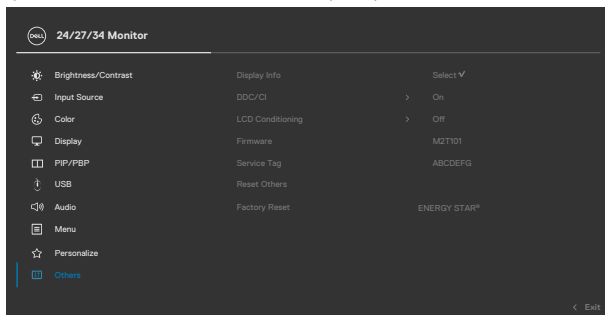 DELL
24/27/34 Monitor
Brightness/Contrast Display Info Select
Input Source DDC/CI > On
Color LCD Conditioning > Off
Display Firmware M2T101
PIP/PBP Service Tag ABCDEFG
USB Reset Others
Audio Factory Reset ENERGY STAR®
Menu
Personalize
Others
< Exit